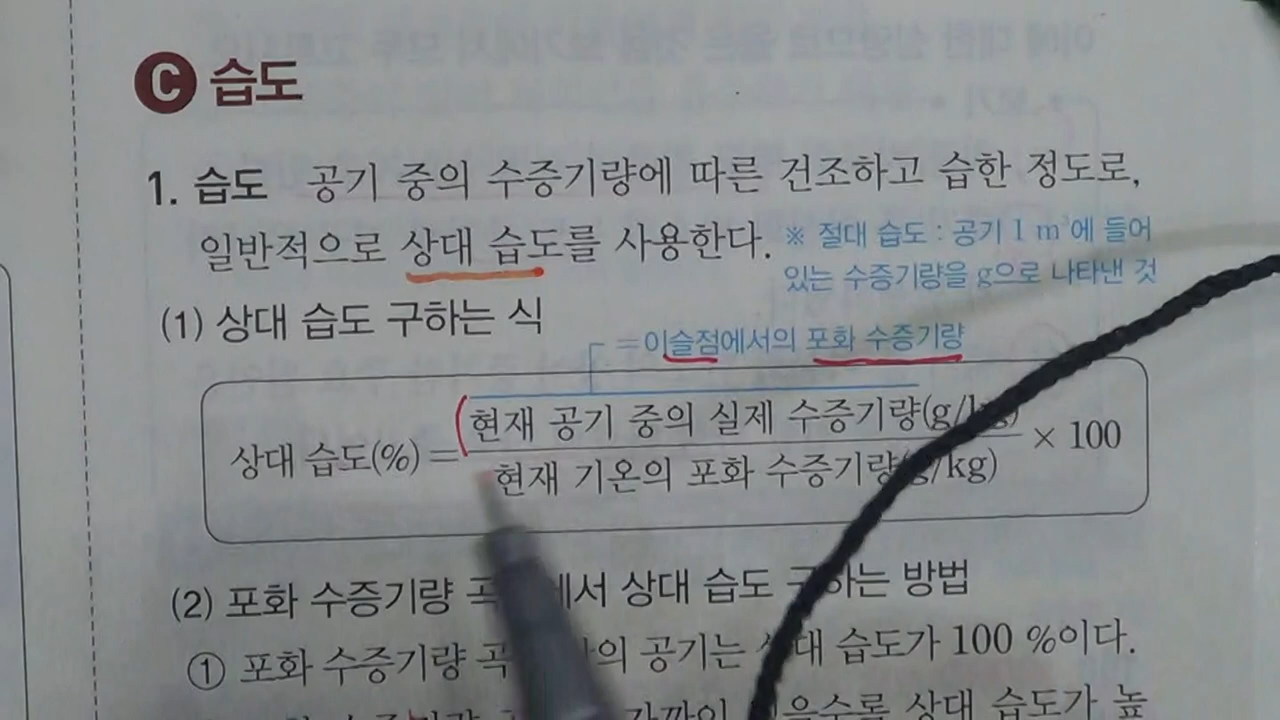 C 습도
1. 습도 공기 중의 수증기량에 따른 건조하고 습한 정도로,
일반적으로 상대 습도를 사용한다. ※ 절대 습도 : 공기 1 m³에 들어
있는 수증기량을 g으로 나타낸 것
(1) 상대 습도 구하는 식
=이슬점에서의 포화 수증기량
현재 공기 중의 실제 수증기량(g/kg)
상대 습도(%) = × 100
현재 기온의 포화 수증기량(g/kg)
(2) 포화 수증기량 에서 상대 습도 구하는 방법
① 포화 수증기량 공기는 상대 습도가 100 %이다.
상대 습도가 높